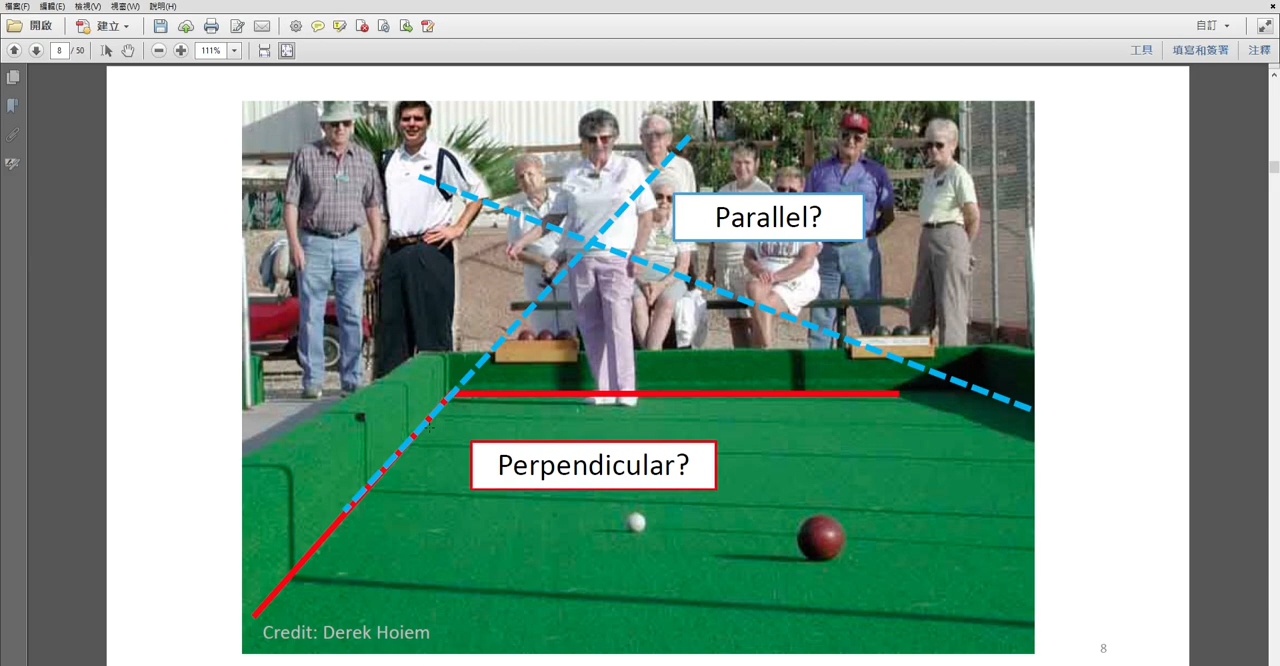 檔案(F) 編輯(E) 檢視(V) 視窗(W) 說明(H)
開啟 建立 自訂
8 / 50 111% 工具 填寫和簽署 注釋
Parallel?
Perpendicular?
Credit: Derek Hoiem
8